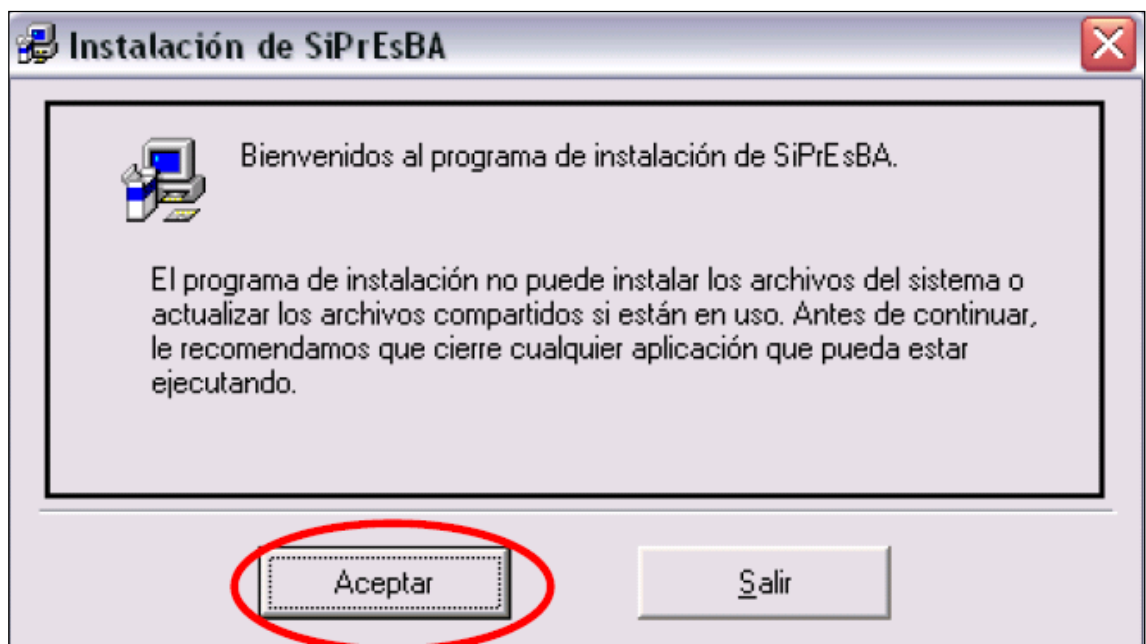 Instalación de SiPrEsBA
Bienvenidos al programa de instalación de SiPrEsBA.
El programa de instalación no puede instalar los archivos del sistema o
actualizar los archivos compartidos si están en uso. Antes de continuar,
le recomendamos que cierre cualquier aplicación que pueda estar
ejecutando.
Aceptar
Salir